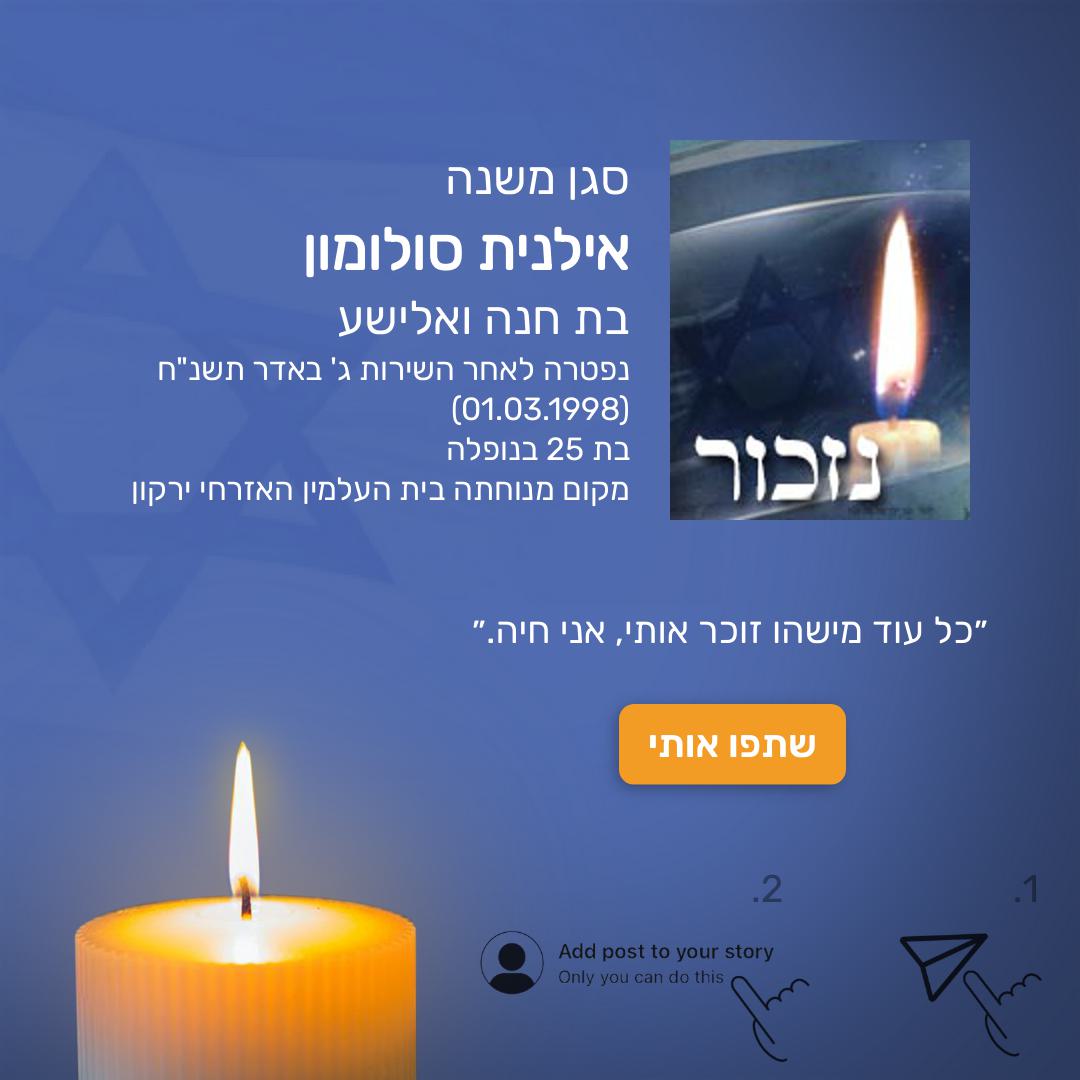 סגן משנה
אילנית סולומון
בת חנה ואלישע
נפטרה לאחר השירות ג' באדר תשנ"ח
(01.03.1998)
בת 25 בנופלה
מקום מנוחתה בית העלמין האזרחי ירקון
נזכור
״כל עוד מישהו זוכר אותי, אני חיה.״
שתפו אותי
.1
.2
Add post to your story
Only you can do this